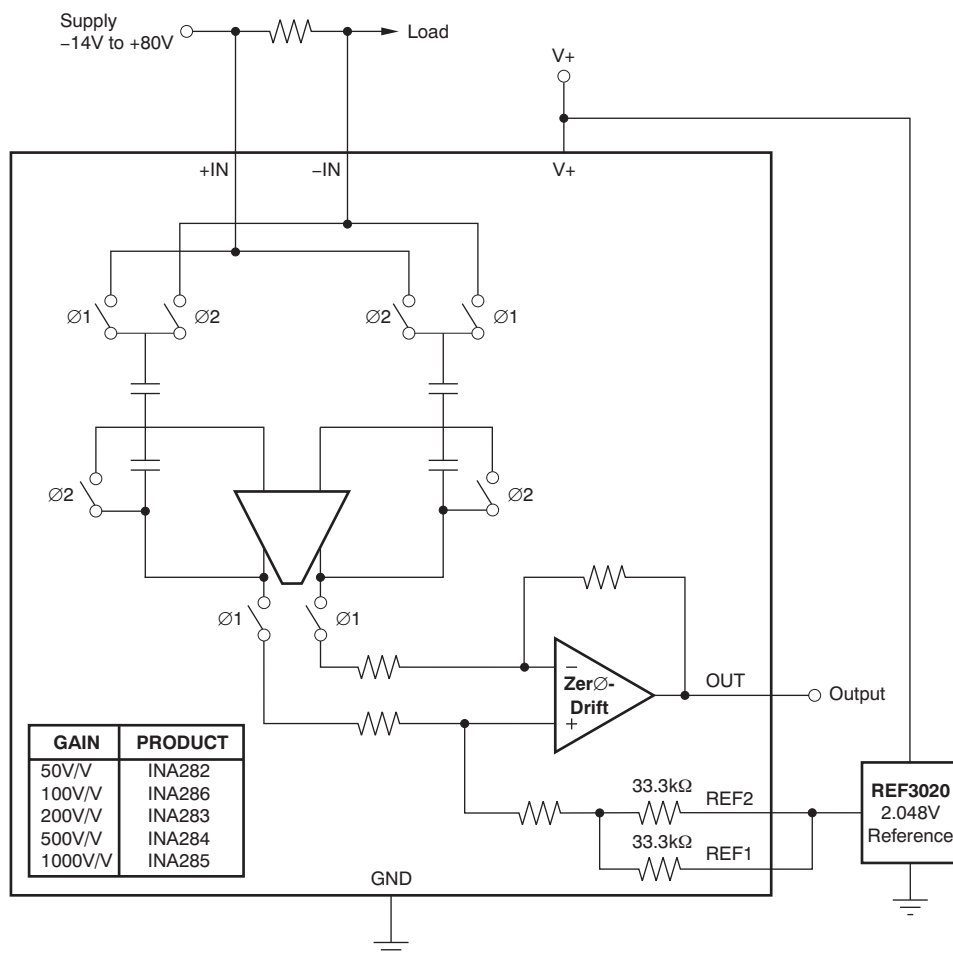 Supply
−14V to +80V
Load
V+
+IN
−IN
V+
∅1
∅2
∅2
∅1
∅2
∅2
∅1
∅1
−
Zer∅-
Drift
+
OUT
Output
GAIN PRODUCT
50V/V INA282
100V/V INA286
200V/V INA283
500V/V INA284
1000V/V INA285
33.3kΩ
REF2
33.3kΩ
REF1
REF3020
2.048V
Reference
GND